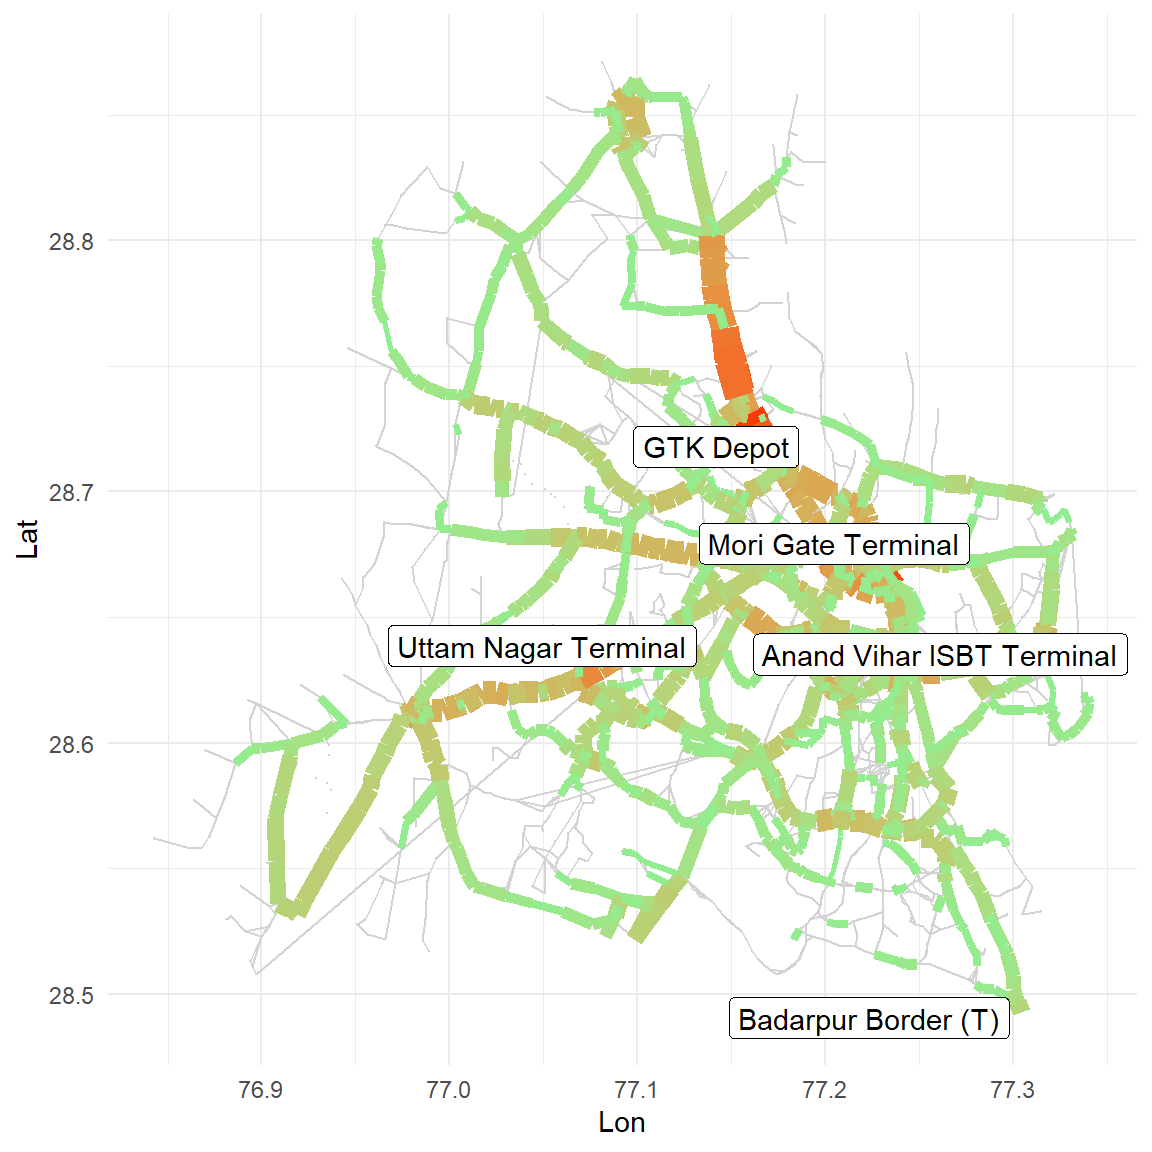 28.8
28.7
28.6
28.5
Lat
GTK Depot
Mori Gate Terminal
Uttam Nagar Terminal
Anand Vihar ISBT Terminal
Badarpur Border (T)
76.9
77.0
77.1
77.2
77.3
Lon